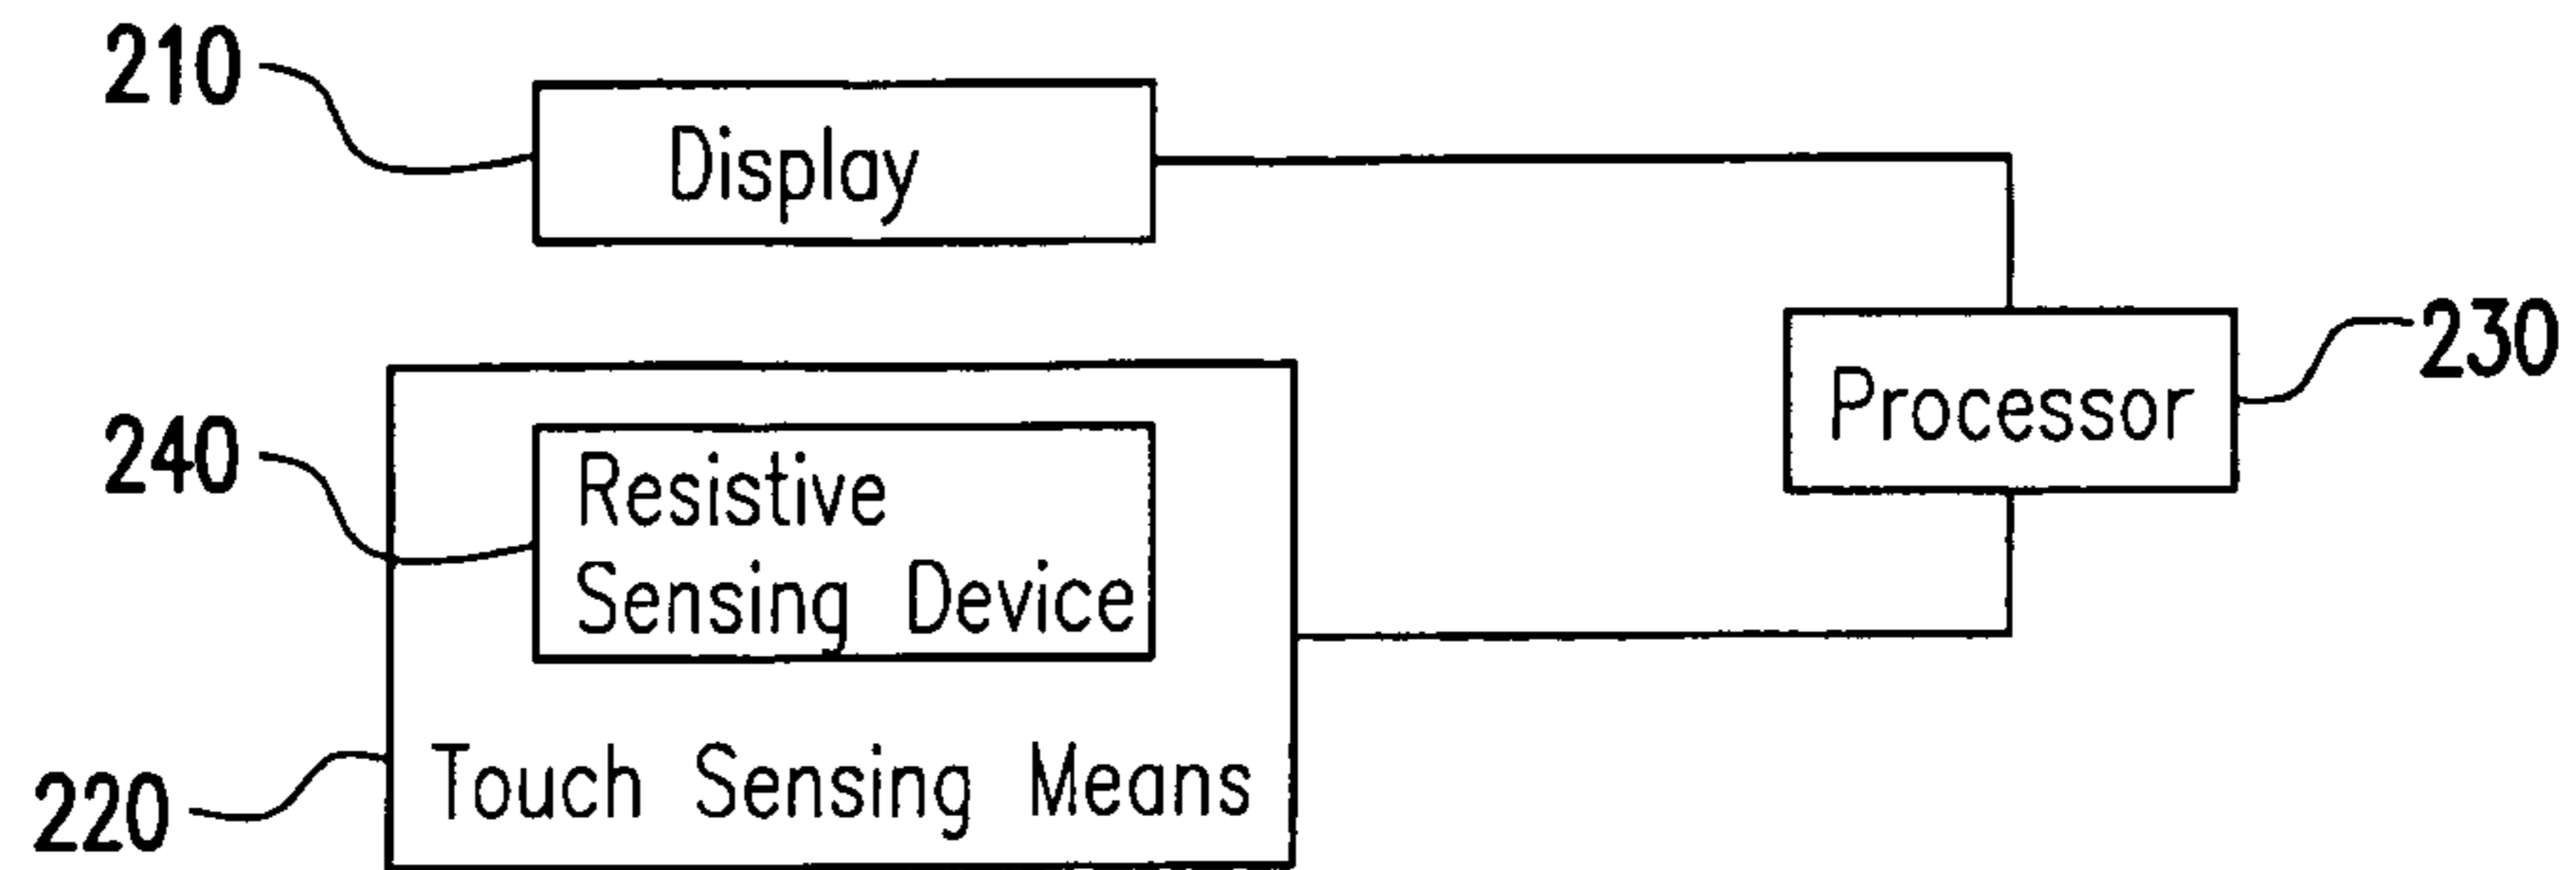 210
Display
230
Processor
240
Resistive
Sensing Device
220
Touch Sensing Means